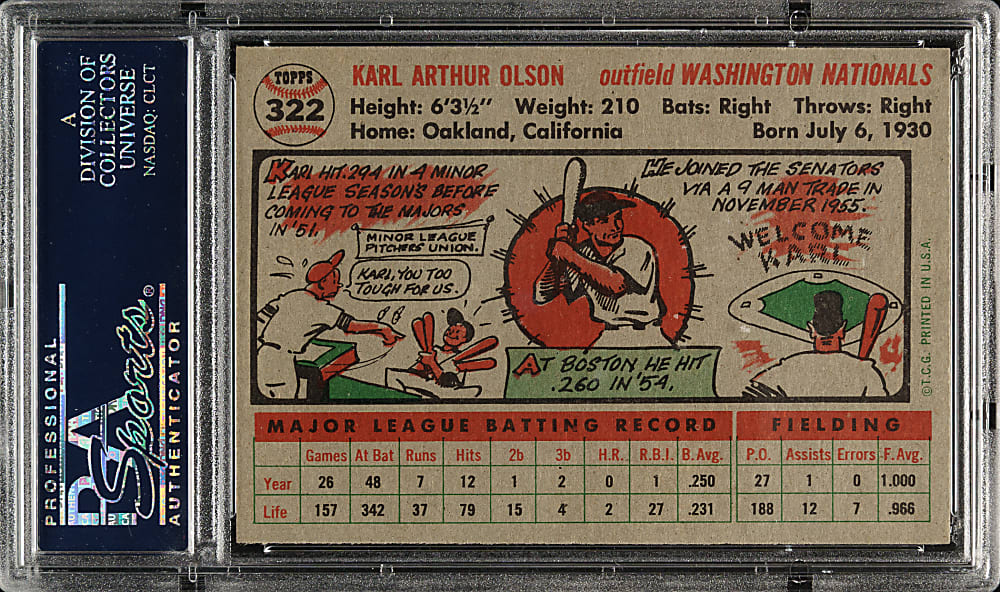 A
DIVISION OF
COLLECTORS
UNIVERSE
NASDAQ: CLCT
PROFESSIONAL
PSA
Sports®
AUTHENTICATOR
TOPPS
322
KARL ARTHUR OLSON outfield WASHINGTON NATIONALS
Height: 6'3½" Weight: 210 Bats: Right Throws: Right
Home: Oakland, California Born July 6, 1930
KARL HIT .294 IN 4 MINOR
LEAGUE SEASONS BEFORE
COMING TO THE MAJORS
IN '51.
MINOR LEAGUE
PITCHERS' UNION.
KARL, YOU TOO
TOUGH FOR US.
AT BOSTON HE HIT
.260 IN '54.
HE JOINED THE SENATORS
VIA A 9 MAN TRADE IN
NOVEMBER 1955.
WELCOME
KARL
©T.C.G. PRINTED IN U.S.A.
MAJOR LEAGUE BATTING RECORD FIELDING
Games At Bat Runs Hits 2b 3b H.R. R.B.I. B. Avg. P.O. Assists Errors F. Avg.
Year 26 48 7 12 1 2 0 1 .250 27 1 0 1.000
Life 157 342 37 79 15 4 2 27 .231 188 12 7 .966